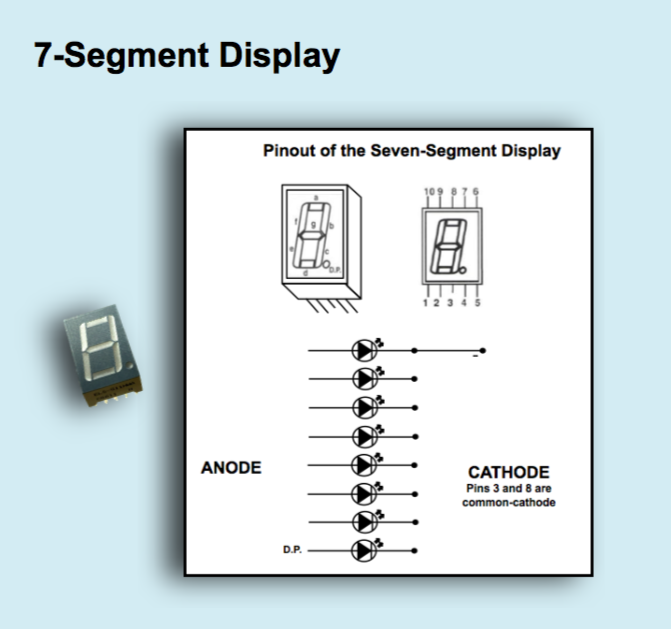 7-Segment Display
Pinout of the Seven-Segment Display
10 9 8 7 6
a
f
g
b
e
c
d
D.P.
1 2 3 4 5
-
ANODE
CATHODE
Pins 3 and 8 are
common-cathode
D.P.